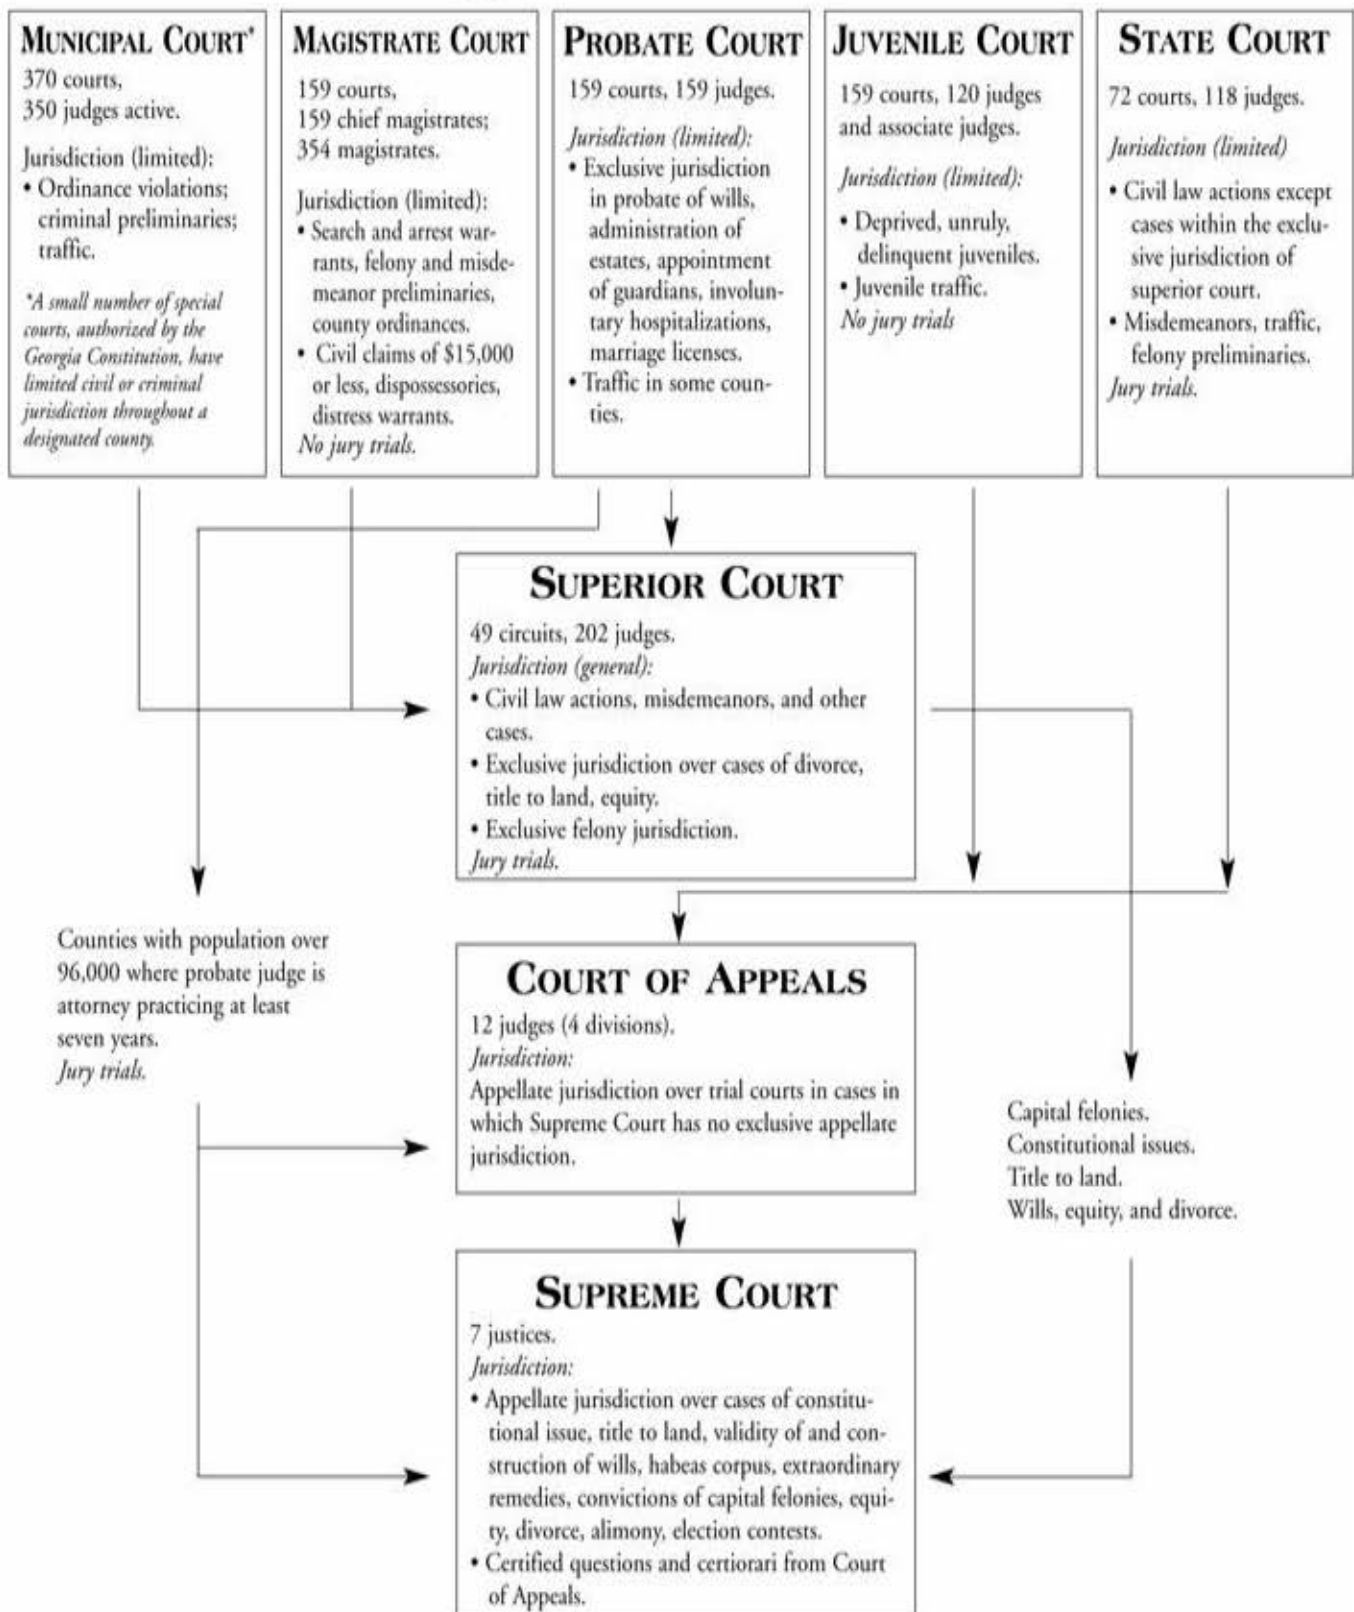 MUNICIPAL COURT*
370 courts,
350 judges active.
Jurisdiction (limited):
• Ordinance violations;
criminal preliminaries;
traffic.
*A small number of special
courts, authorized by the
Georgia Constitution, have
limited civil or criminal
jurisdiction throughout a
designated county.
MAGISTRATE COURT
159 courts,
159 chief magistrates;
354 magistrates.
Jurisdiction (limited):
• Search and arrest war-
rants, felony and misde-
meanor preliminaries,
county ordinances.
• Civil claims of $15,000
or less, dispossessories,
distress warrants.
No jury trials.
PROBATE COURT
159 courts, 159 judges.
Jurisdiction (limited):
• Exclusive jurisdiction
in probate of wills,
administration of
estates, appointment
of guardians, involun-
tary hospitalizations,
marriage licenses.
• Traffic in some coun-
ties.
JUVENILE COURT
159 courts, 120 judges
and associate judges.
Jurisdiction (limited):
• Deprived, unruly,
delinquent juveniles.
• Juvenile traffic.
No jury trials
STATE COURT
72 courts, 118 judges.
Jurisdiction (limited)
• Civil law actions except
cases within the exclu-
sive jurisdiction of
superior court.
• Misdemeanors, traffic,
felony preliminaries.
Jury trials.
SUPERIOR COURT
49 circuits, 202 judges.
Jurisdiction (general):
• Civil law actions, misdemeanors, and other
cases.
• Exclusive jurisdiction over cases of divorce,
title to land, equity.
• Exclusive felony jurisdiction.
Jury trials.
Counties with population over
96,000 where probate judge is
attorney practicing at least
seven years.
Jury trials.
COURT OF APPEALS
12 judges (4 divisions).
Jurisdiction:
Appellate jurisdiction over trial courts in cases in
which Supreme Court has no exclusive appellate
jurisdiction.
Capital felonies.
Constitutional issues.
Title to land.
Wills, equity, and divorce.
SUPREME COURT
7 justices.
Jurisdiction:
• Appellate jurisdiction over cases of constitu-
tional issue, title to land, validity of and con-
struction of wills, habeas corpus, extraordinary
remedies, convictions of capital felonies, equi-
ty, divorce, alimony, election contests.
• Certified questions and certiorari from Court
of Appeals.